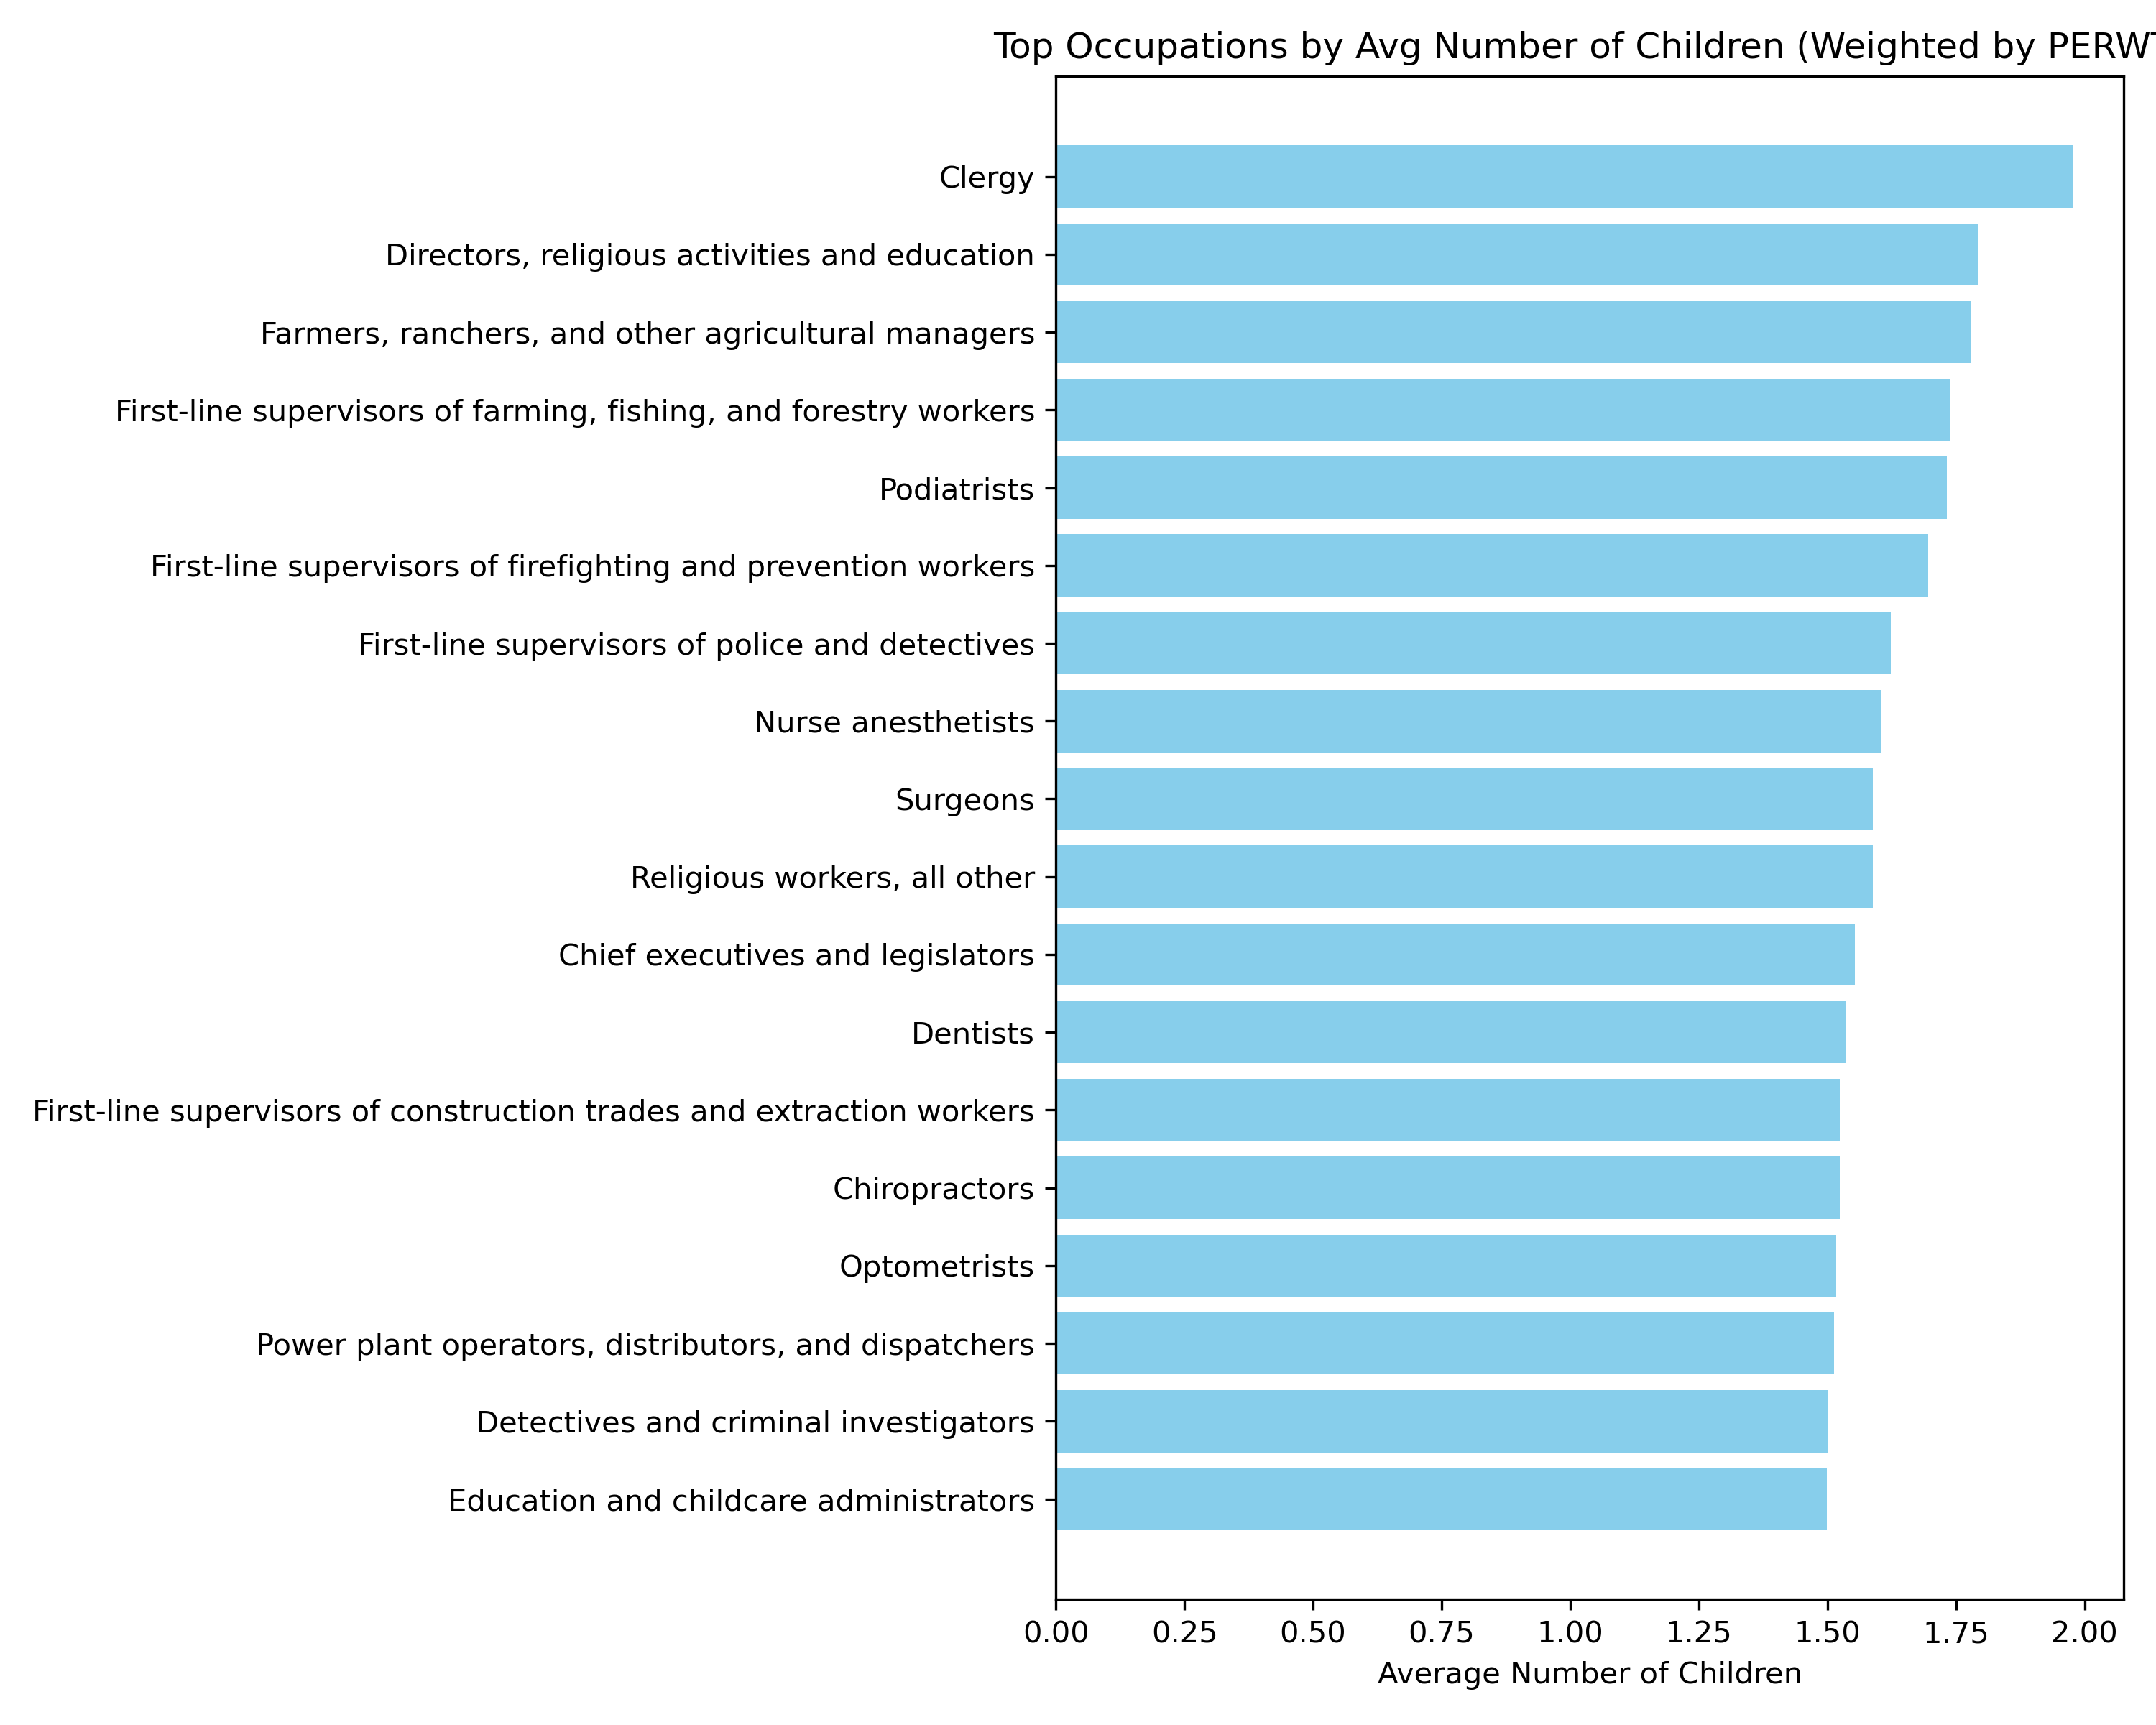 Top Occupations by Avg Number of Children (Weighted by PERWT
Clergy
Directors, religious activities and education
Farmers, ranchers, and other agricultural managers
First-line supervisors of farming, fishing, and forestry workers
Podiatrists
First-line supervisors of firefighting and prevention workers
First-line supervisors of police and detectives
Nurse anesthetists
Surgeons
Religious workers, all other
Chief executives and legislators
Dentists
First-line supervisors of construction trades and extraction workers
Chiropractors
Optometrists
Power plant operators, distributors, and dispatchers
Detectives and criminal investigators
Education and childcare administrators
0.00 0.25 0.50 0.75 1.00 1.25 1.50 1.75 2.00
Average Number of Children